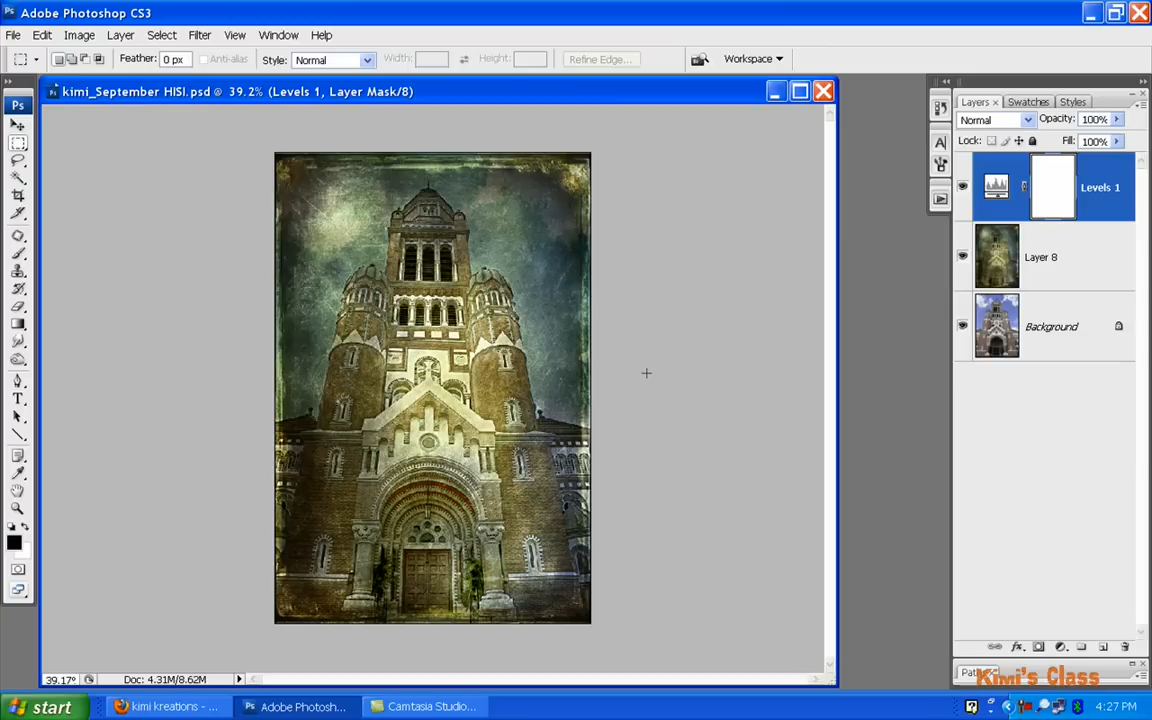 Adobe Photoshop CS3
File Edit Image Layer Select Filter View Window Help
Feather: 0 px Anti-alias Style: Normal Width: Height: Refine Edge... Workspace
kimi_September HISI.psd @ 39.2% (Levels 1, Layer Mask/8)
Ps
Layers × Swatches Styles
Normal Opacity: 100%
Lock: Fill: 100%
Levels 1
Layer 8
Background
T
A
fx
39.17% Doc: 4.31M/8.62M
Kimi's Class
start kimi kreations - ... Adobe Photosh... Camtasia Studio... 4:27 PM